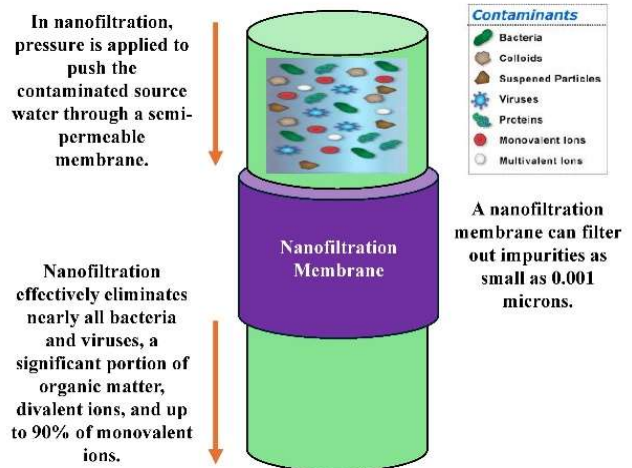 In nanofiltration,
pressure is applied to
push the
contaminated source
water through a semi-
permeable
membrane.
Contaminants
Bacteria
Colloids
Suspened Particles
Viruses
Proteins
Monovalent Ions
Multivalent Ions
Nanofiltration
Membrane
A nanofiltration
membrane can filter
out impurities as
small as 0.001
microns.
Nanofiltration
effectively eliminates
nearly all bacteria
and viruses, a
significant portion of
organic matter,
divalent ions, and up
to 90% of monovalent
ions.